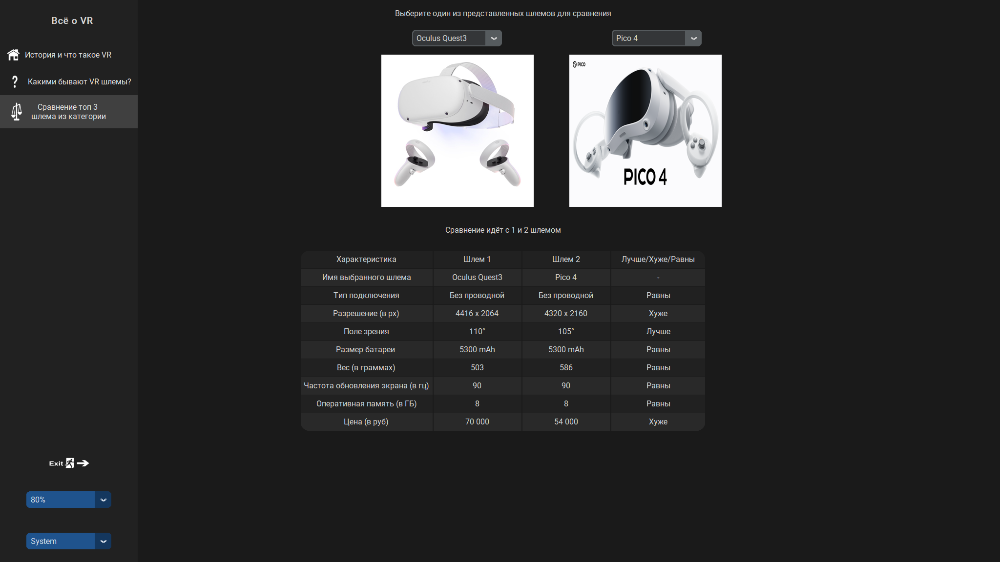 Всё о VR
История и что такое VR
Какими бывают VR шлемы?
Сравнение топ 3
шлема из категории
Exit
80%
System
Выберите один из представленных шлемов для сравнения
Oculus Quest3
Pico 4
PICO
PICO 4
Сравнение идёт с 1 и 2 шлемом
Характеристика Шлем 1 Шлем 2 Лучше/Хуже/Равны
Имя выбранного шлема Oculus Quest3 Pico 4 -
Тип подключения Без проводной Без проводной Равны
Разрешение (в px) 4416 x 2064 4320 x 2160 Хуже
Поле зрения 110° 105° Лучше
Размер батареи 5300 mAh 5300 mAh Равны
Вес (в граммах) 503 586 Равны
Частота обновления экрана (в гц) 90 90 Равны
Оперативная память (в ГБ) 8 8 Равны
Цена (в руб) 70 000 54 000 Хуже